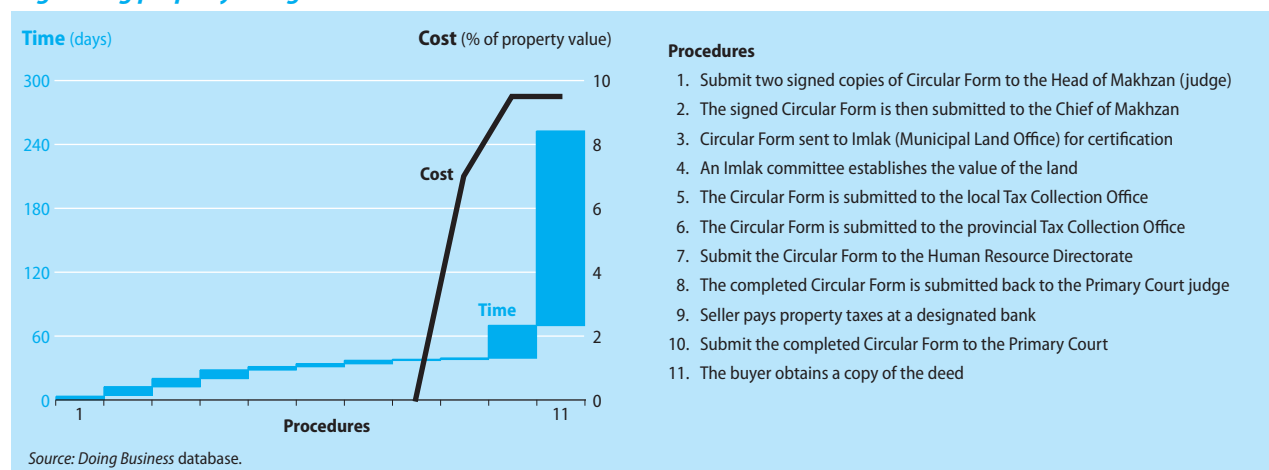 Time (days)
Cost (% of property value)
300
240
180
120
60
0
10
8
6
4
2
0
Cost
Time
1
11
Procedures
Source: Doing Business database.
Procedures
1. Submit two signed copies of Circular Form to the Head of Makhzan (judge)
2. The signed Circular Form is then submitted to the Chief of Makhzan
3. Circular Form sent to Imlak (Municipal Land Office) for certification
4. An Imlak committee establishes the value of the land
5. The Circular Form is submitted to the local Tax Collection Office
6. The Circular Form is submitted to the provincial Tax Collection Office
7. Submit the Circular Form to the Human Resource Directorate
8. The completed Circular Form is submitted back to the Primary Court judge
9. Seller pays property taxes at a designated bank
10. Submit the completed Circular Form to the Primary Court
11. The buyer obtains a copy of the deed